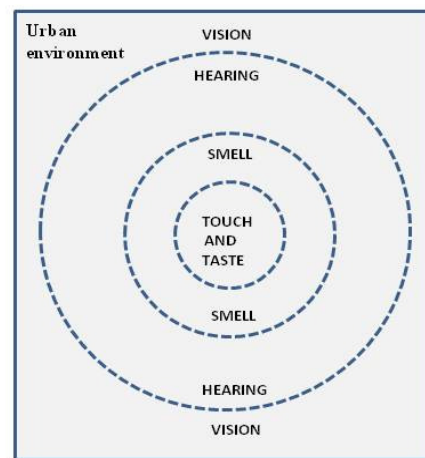 Urban
environment
VISION
HEARING
SMELL
TOUCH
AND
TASTE
SMELL
HEARING
VISION